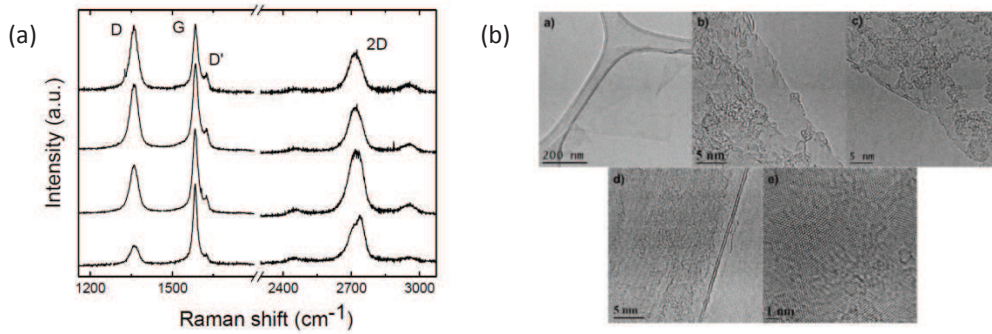 (a)
D
G
D'
2D
Intensity (a.u.)
1200 1500 2400 2700 3000
Raman shift (cm⁻¹)
(b)
a)
200 nm
b)
5 nm
c)
5 nm
d)
5 nm
e)
1 nm